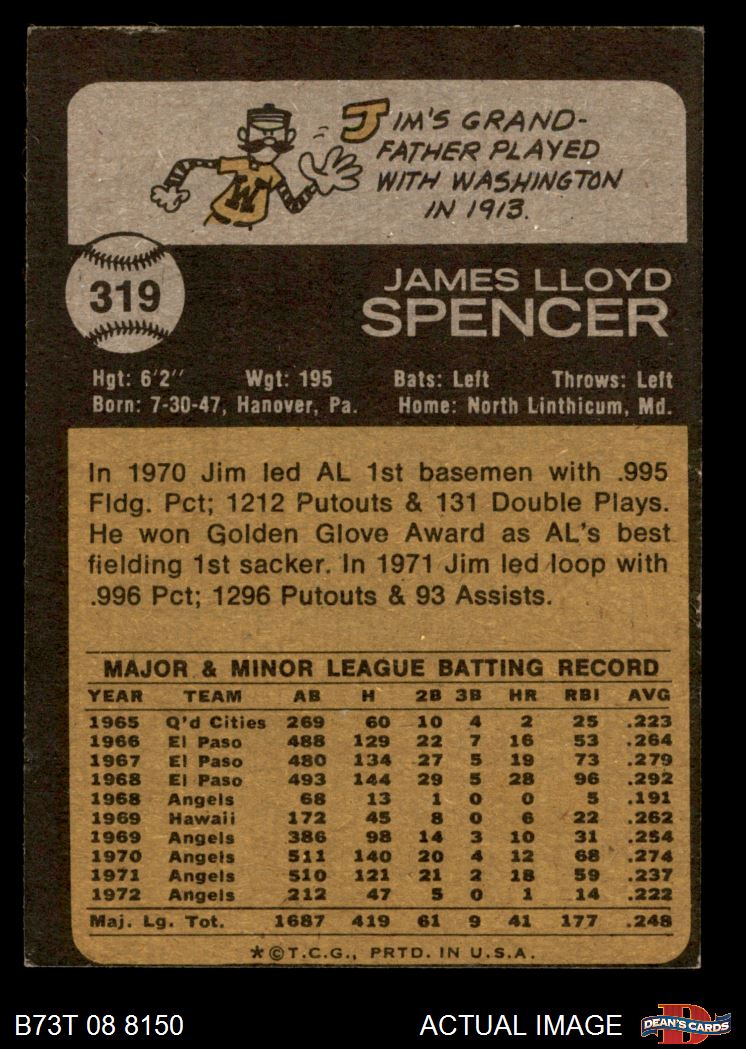 JIM'S GRAND-
FATHER PLAYED
WITH WASHINGTON
IN 1913.
W
319
JAMES LLOYD
SPENCER
Hgt: 6'2" Wgt: 195 Bats: Left Throws: Left
Born: 7-30-47, Hanover, Pa. Home: North Linthicum, Md.
In 1970 Jim led AL 1st basemen with .995
Fldg. Pct; 1212 Putouts & 131 Double Plays.
He won Golden Glove Award as AL's best
fielding 1st sacker. In 1971 Jim led loop with
.996 Pct; 1296 Putouts & 93 Assists.
MAJOR & MINOR LEAGUE BATTING RECORD
YEAR TEAM AB H 2B 3B HR RBI AVG
1965 Q'd Cities 269 60 10 4 2 25 .223
1966 El Paso 488 129 22 7 16 53 .264
1967 El Paso 480 134 27 5 19 73 .279
1968 El Paso 493 144 29 5 28 96 .292
1968 Angels 68 13 1 0 0 5 .191
1969 Hawaii 172 45 8 0 6 22 .262
1969 Angels 386 98 14 3 10 31 .254
1970 Angels 511 140 20 4 12 68 .274
1971 Angels 510 121 21 2 18 59 .237
1972 Angels 212 47 5 0 1 14 .222
Maj. Lg. Tot. 1687 419 61 9 41 177 .248
*©T.C.G., PRTD. IN U.S.A.
B73T 08 8150 ACTUAL IMAGE D DEAN'S CARDS